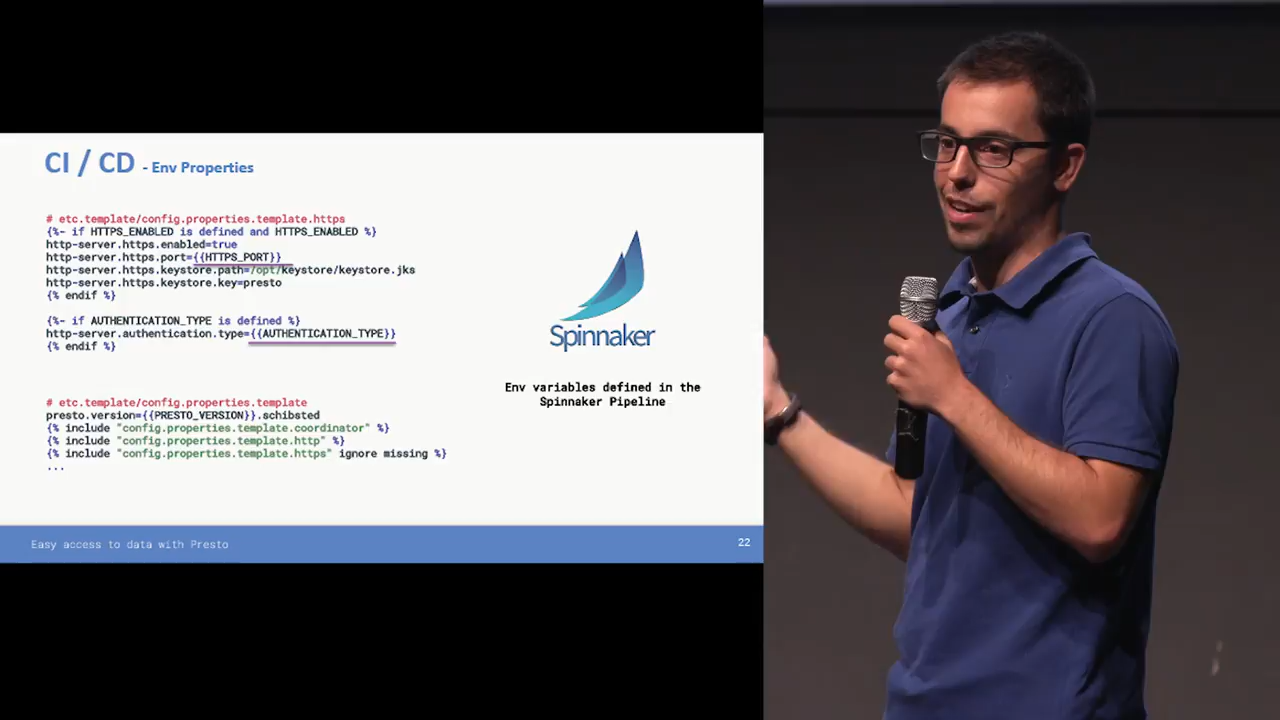 CI / CD - Env Properties
# etc.template/config.properties.template.https
{%- if HTTPS_ENABLED is defined and HTTPS_ENABLED %}
http-server.https.enabled=true
http-server.https.port={{HTTPS_PORT}}
http-server.https.keystore.path=/opt/keystore/keystore.jks
http-server.https.keystore.key=presto
{% endif %}
{%- if AUTHENTICATION_TYPE is defined %}
http-server.authentication.type={{AUTHENTICATION_TYPE}}
{% endif %}
# etc.template/config.properties.template
presto.version={{PRESTO_VERSION}}.schibsted
{% include "config.properties.template.coordinator" %}
{% include "config.properties.template.http" %}
{% include "config.properties.template.https" ignore missing %}
...
Spinnaker
Env variables defined in the
Spinnaker Pipeline
Easy access to data with Presto
22